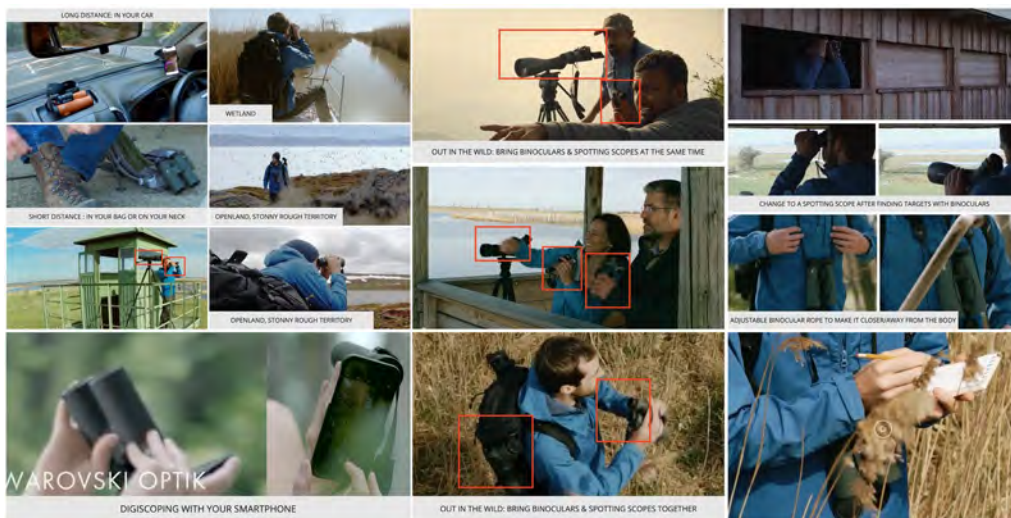 LONG DISTANCE: IN YOUR CAR
WETLAND
SHORT DISTANCE : IN YOUR BAG OR ON YOUR NECK
OPENLAND, STONNY ROUGH TERRITORY
OPENLAND, STONNY ROUGH TERRITORY
WAROVSKI OPTIK
DIGISCOPING WITH YOUR SMARTPHONE
OUT IN THE WILD: BRING BINOCULARS & SPOTTING SCOPES AT THE SAME TIME
OUT IN THE WILD: BRING BINOCULARS & SPOTTING SCOPES TOGETHER
CHANGE TO A SPOTTING SCOPE AFTER FINDING TARGETS WITH BINOCULARS
ADJUSTABLE BINOCULAR ROPE TO MAKE IT CLOSER/AWAY FROM THE BODY